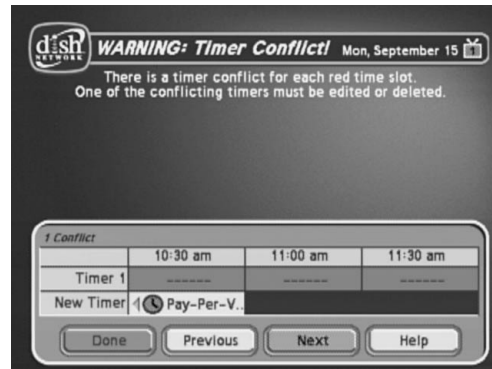 dish
NETWORK
WARNING: Timer Conflict! Mon, September 15 1
There is a timer conflict for each red time slot.
One of the conflicting timers must be edited or deleted.
1 Conflict
10:30 am 11:00 am 11:30 am
Timer 1 ------ ------ ------
New Timer Pay-Per-V..
Done Previous Next Help